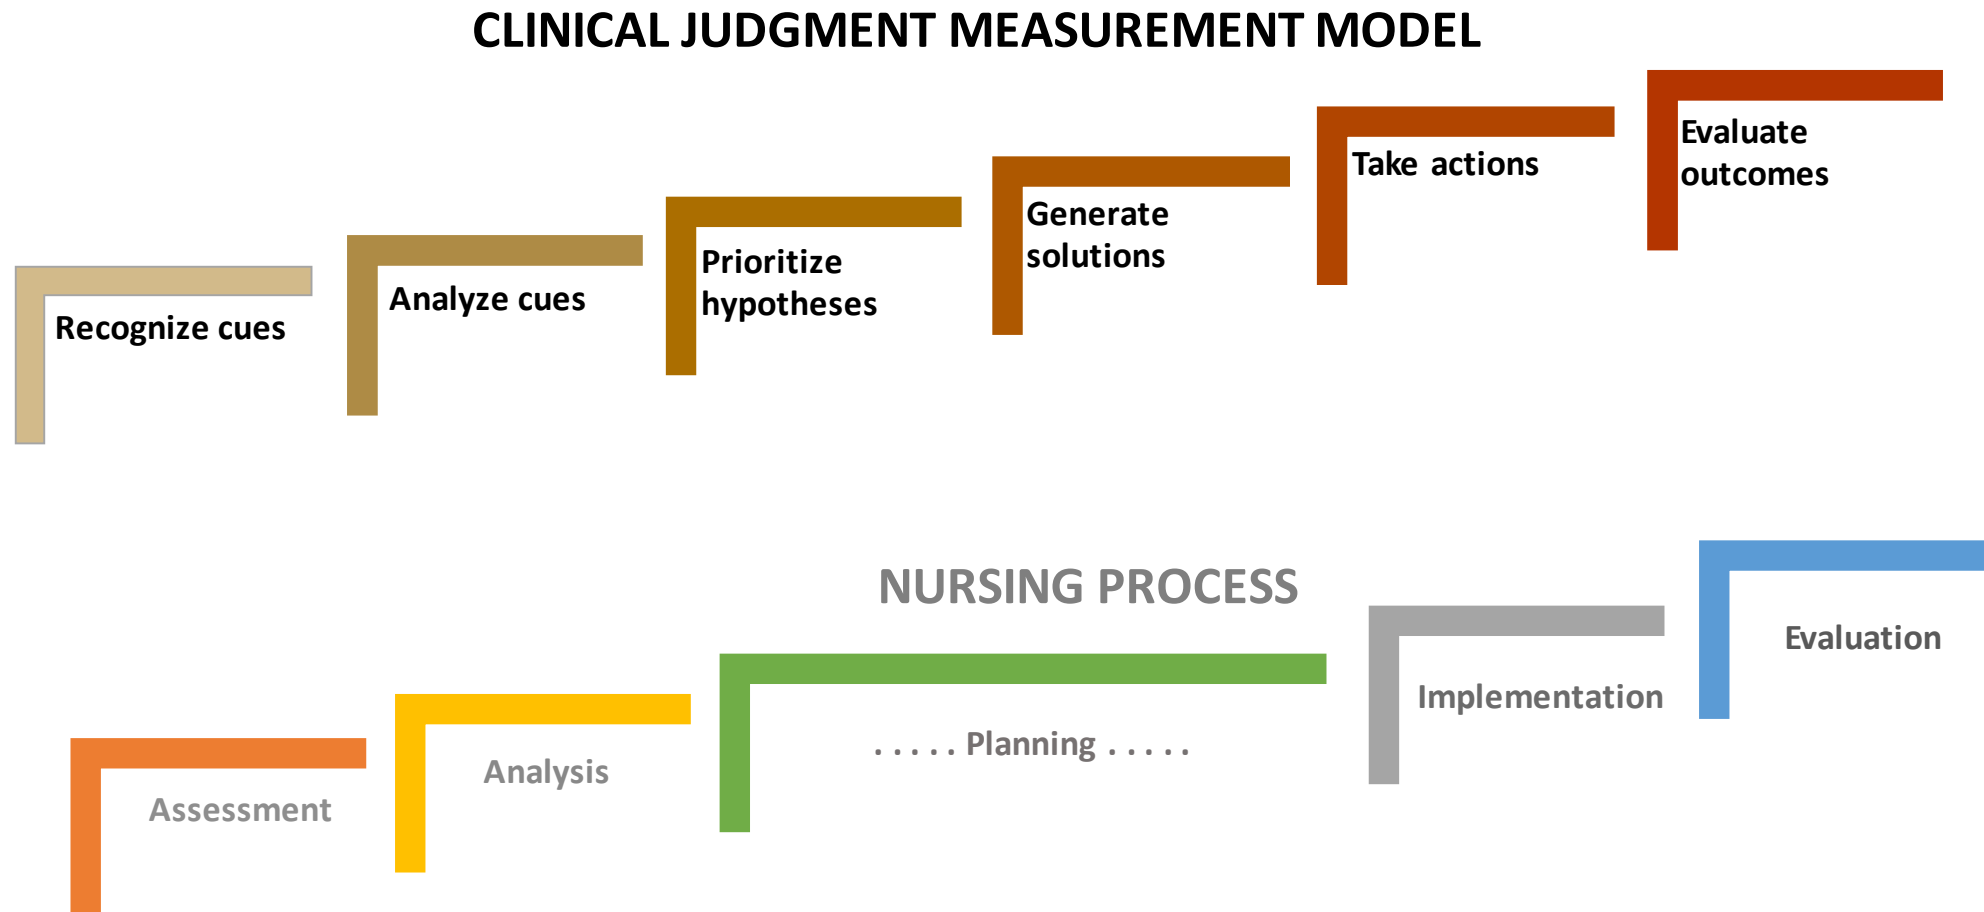 CLINICAL JUDGMENT MEASUREMENT MODEL
Recognize cues
Analyze cues
Prioritize
hypotheses
Generate
solutions
Take actions
Evaluate
outcomes
NURSING PROCESS
Assessment
Analysis
. . . . . Planning . . . . .
Implementation
Evaluation